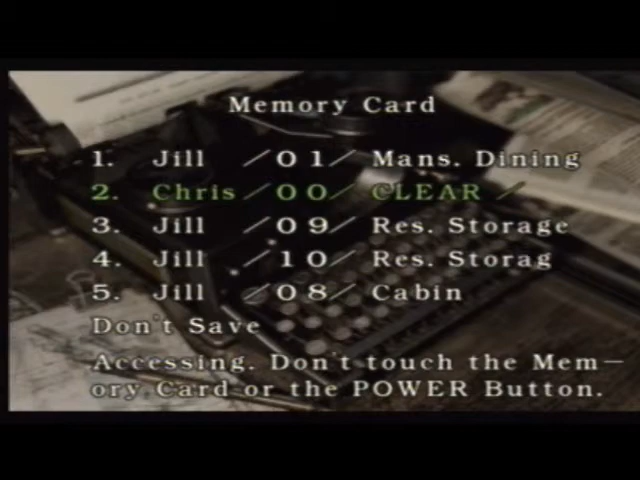 Memory Card
1. Jill /01/ Mans. Dining
2. Chris/00/ CLEAR /
3. Jill /09/ Res. Storage
4. Jill /10/ Res. Storag
5. Jill /08/ Cabin
Don't Save
Accessing. Don't touch the Mem-
ory Card or the POWER Button.